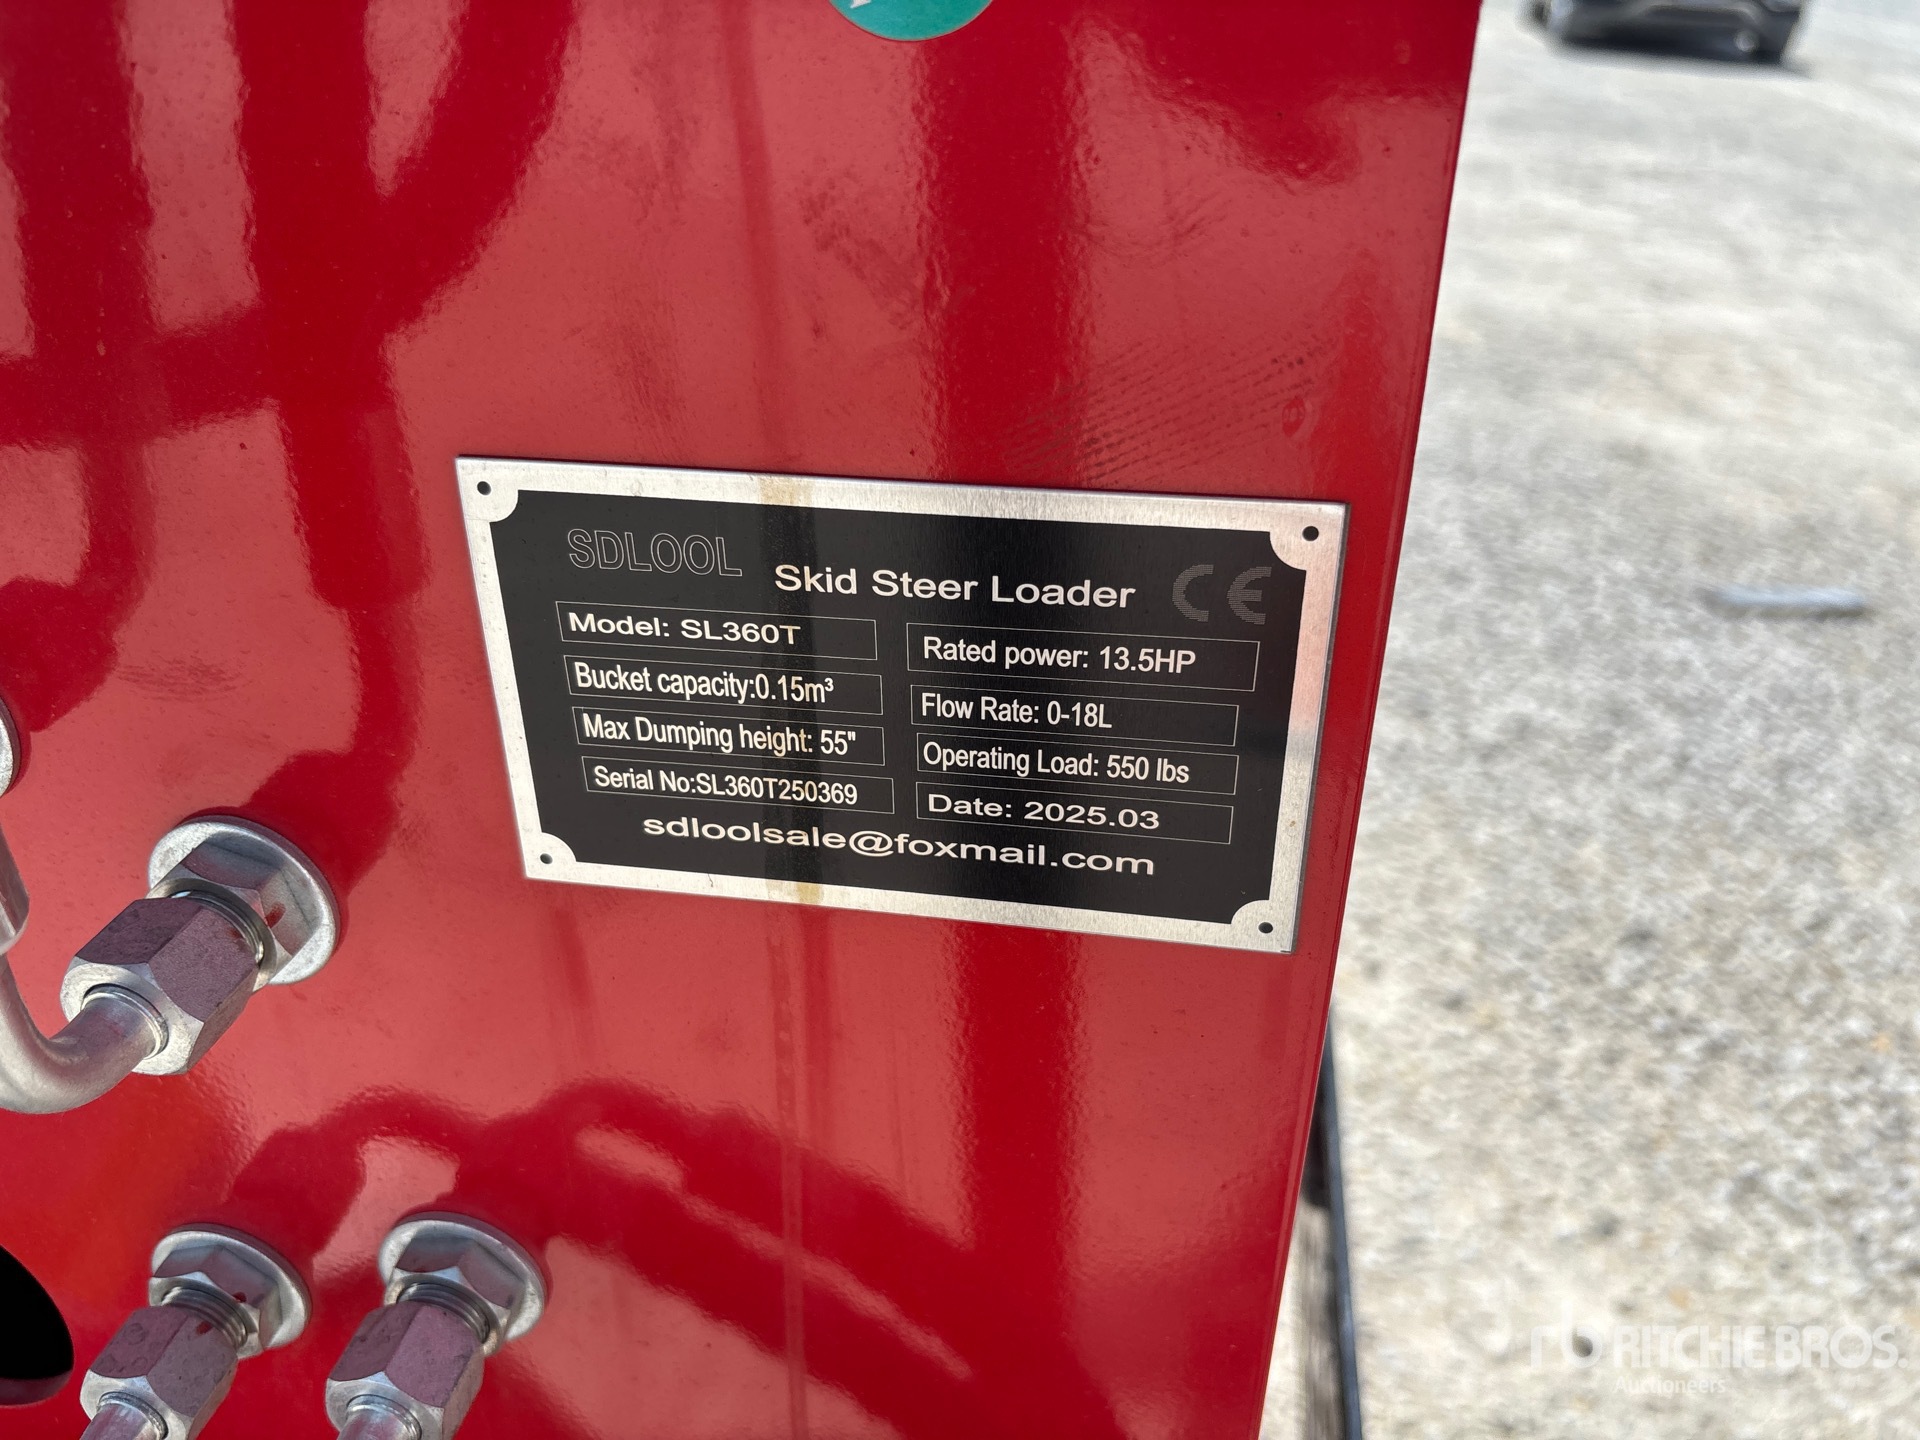 SDLOOL
Skid Steer Loader CE
Model: SL360T
Rated power: 13.5HP
Bucket capacity:0.15m³
Flow Rate: 0-18L
Max Dumping height: 55"
Operating Load: 550 lbs
Serial No:SL360T250369
Date: 2025.03
sdloolsale@foxmail.com
rb RITCHIE BROS.
Auctioneers